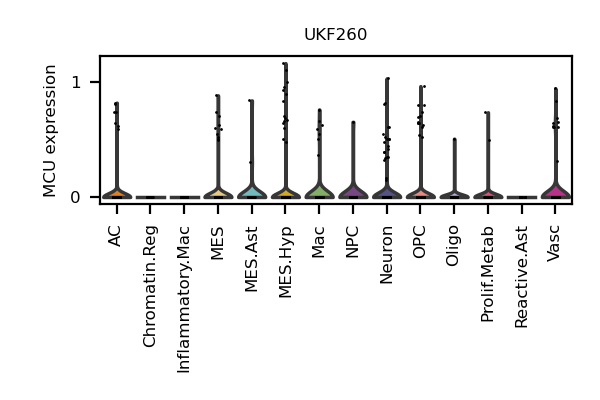 UKF260
MCU expression
1
0
AC
Chromatin.Reg
Inflammatory.Mac
MES
MES.Ast
MES.Hyp
Mac
NPC
Neuron
OPC
Oligo
Prolif.Metab
Reactive.Ast
Vasc